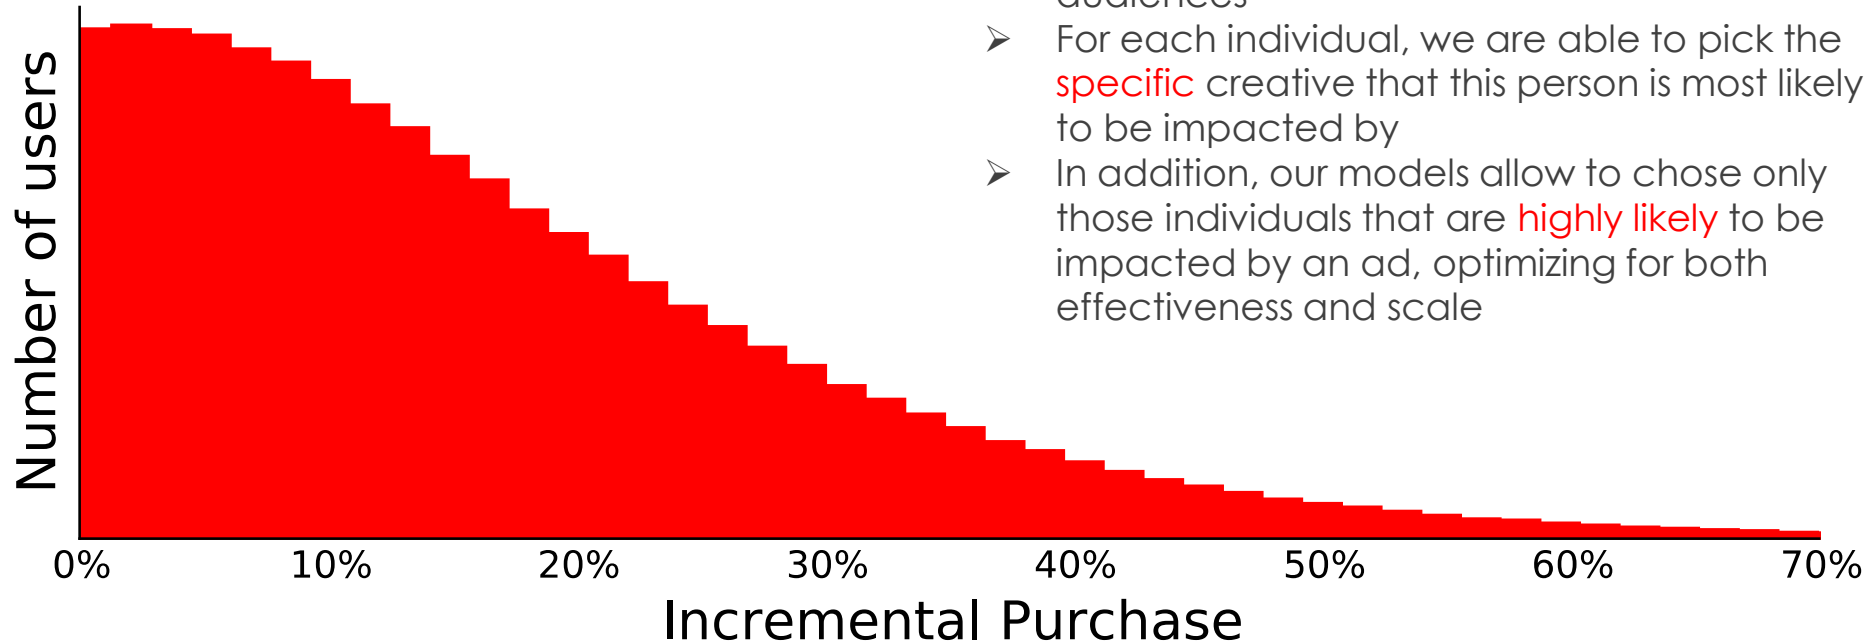 audiences
➢ For each individual, we are able to pick the
specific creative that this person is most likely
to be impacted by
➢ In addition, our models allow to chose only
those individuals that are highly likely to be
impacted by an ad, optimizing for both
effectiveness and scale
Number of users
0% 10% 20% 30% 40% 50% 60% 70%
Incremental Purchase